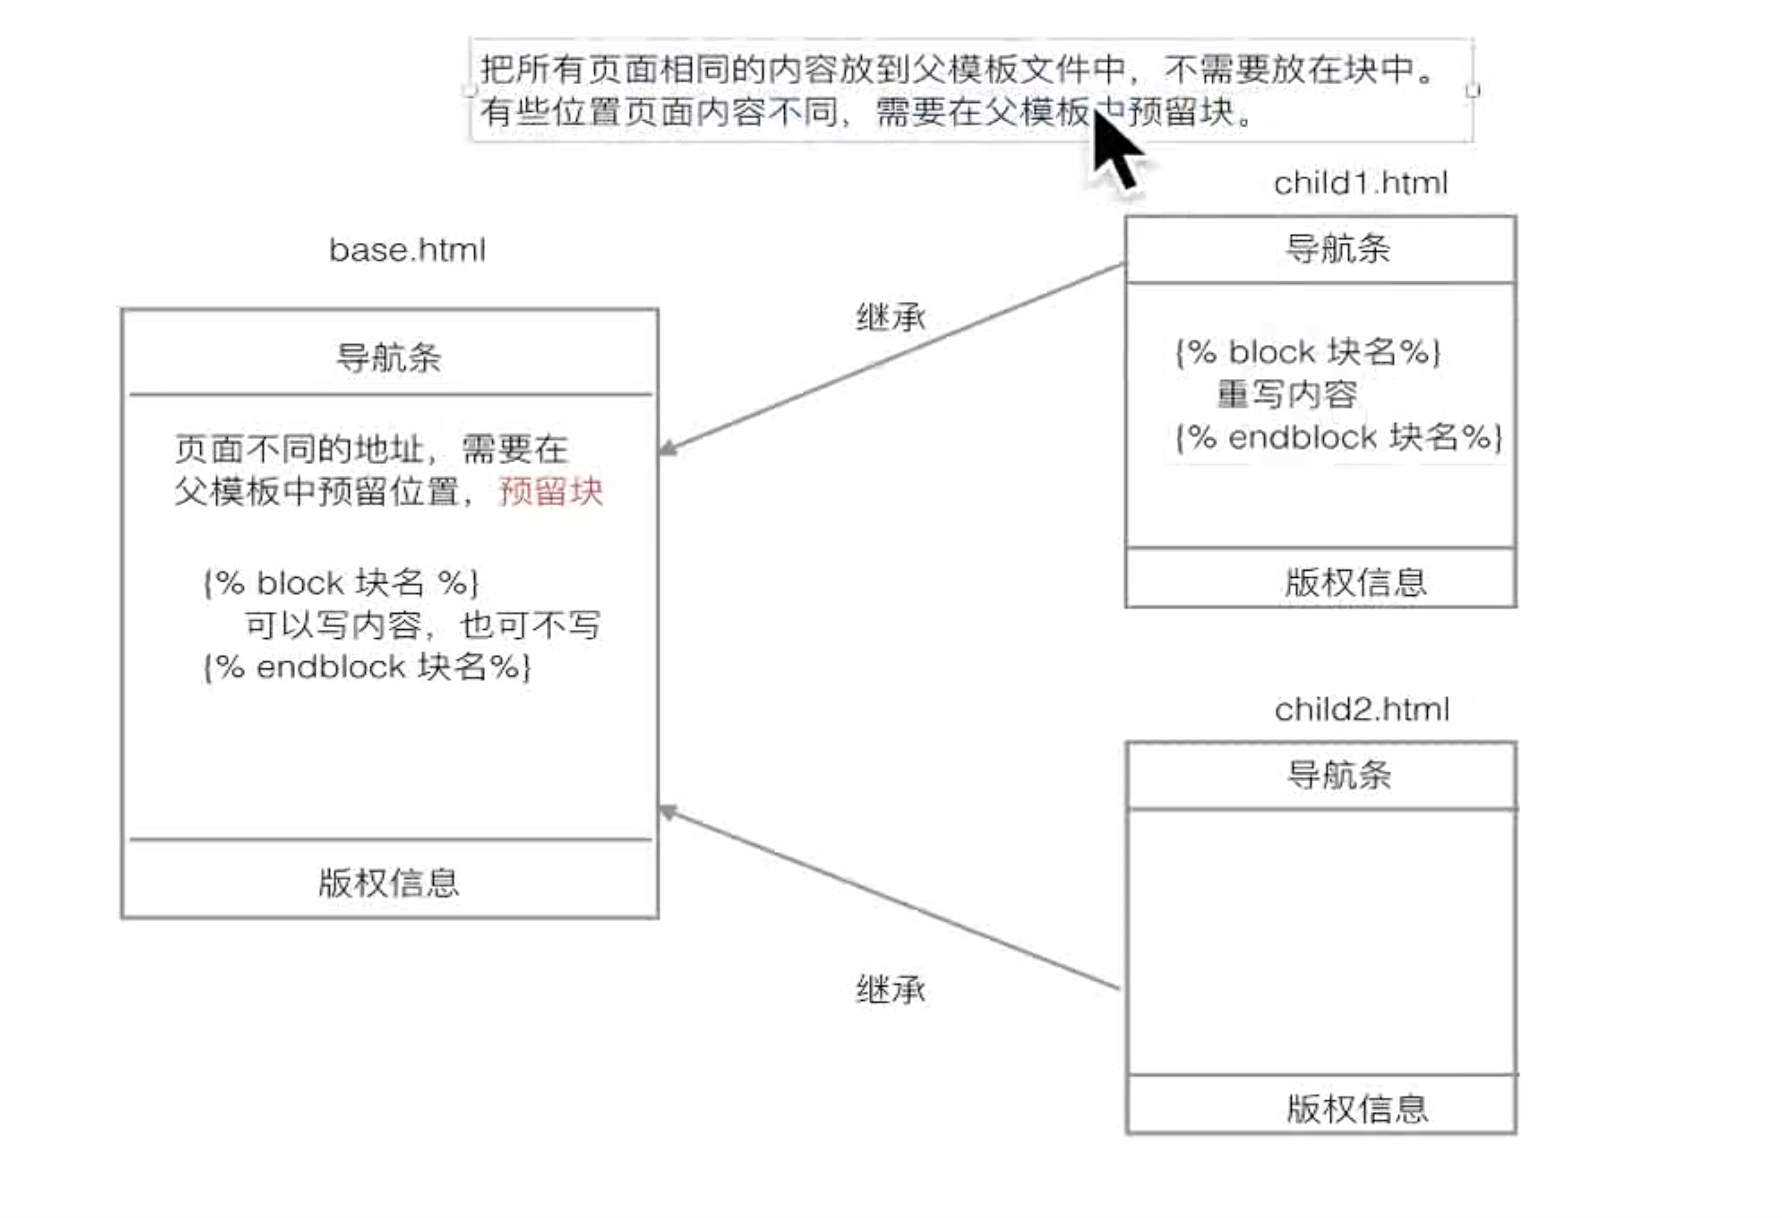 把所有页面相同的内容放到父模板文件中，不需要放在块中。
有些位置页面内容不同，需要在父模板中预留块。
base.html
导航条
页面不同的地址，需要在
父模板中预留位置，预留块
{% block 块名 %}
可以写内容，也可不写
{% endblock 块名%}
版权信息
继承
继承
child1.html
导航条
{% block 块名%}
重写内容
{% endblock 块名%}
版权信息
child2.html
导航条
版权信息